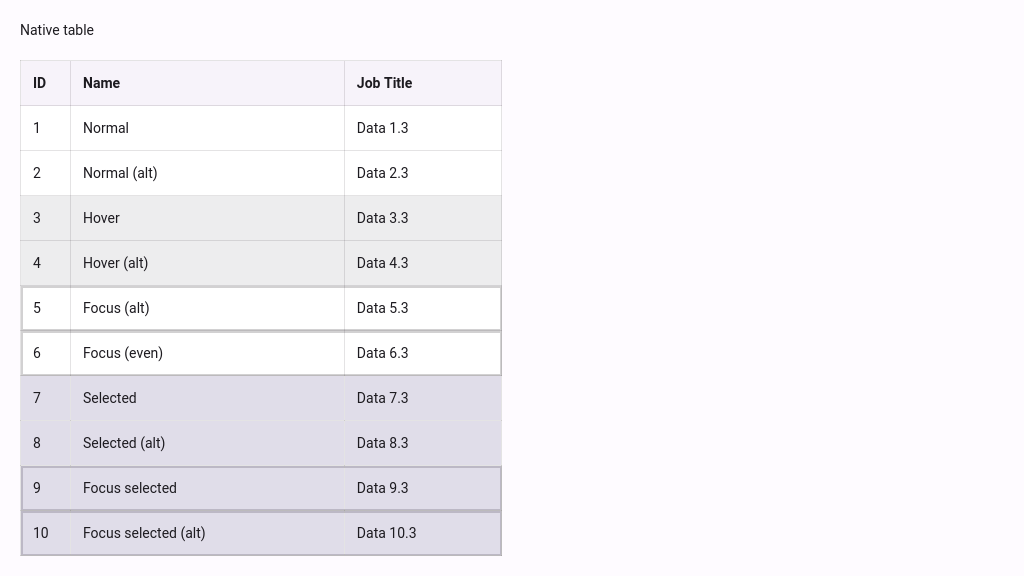 Native table
ID Name Job Title
1 Normal Data 1.3
2 Normal (alt) Data 2.3
3 Hover Data 3.3
4 Hover (alt) Data 4.3
5 Focus (alt) Data 5.3
6 Focus (even) Data 6.3
7 Selected Data 7.3
8 Selected (alt) Data 8.3
9 Focus selected Data 9.3
10 Focus selected (alt) Data 10.3